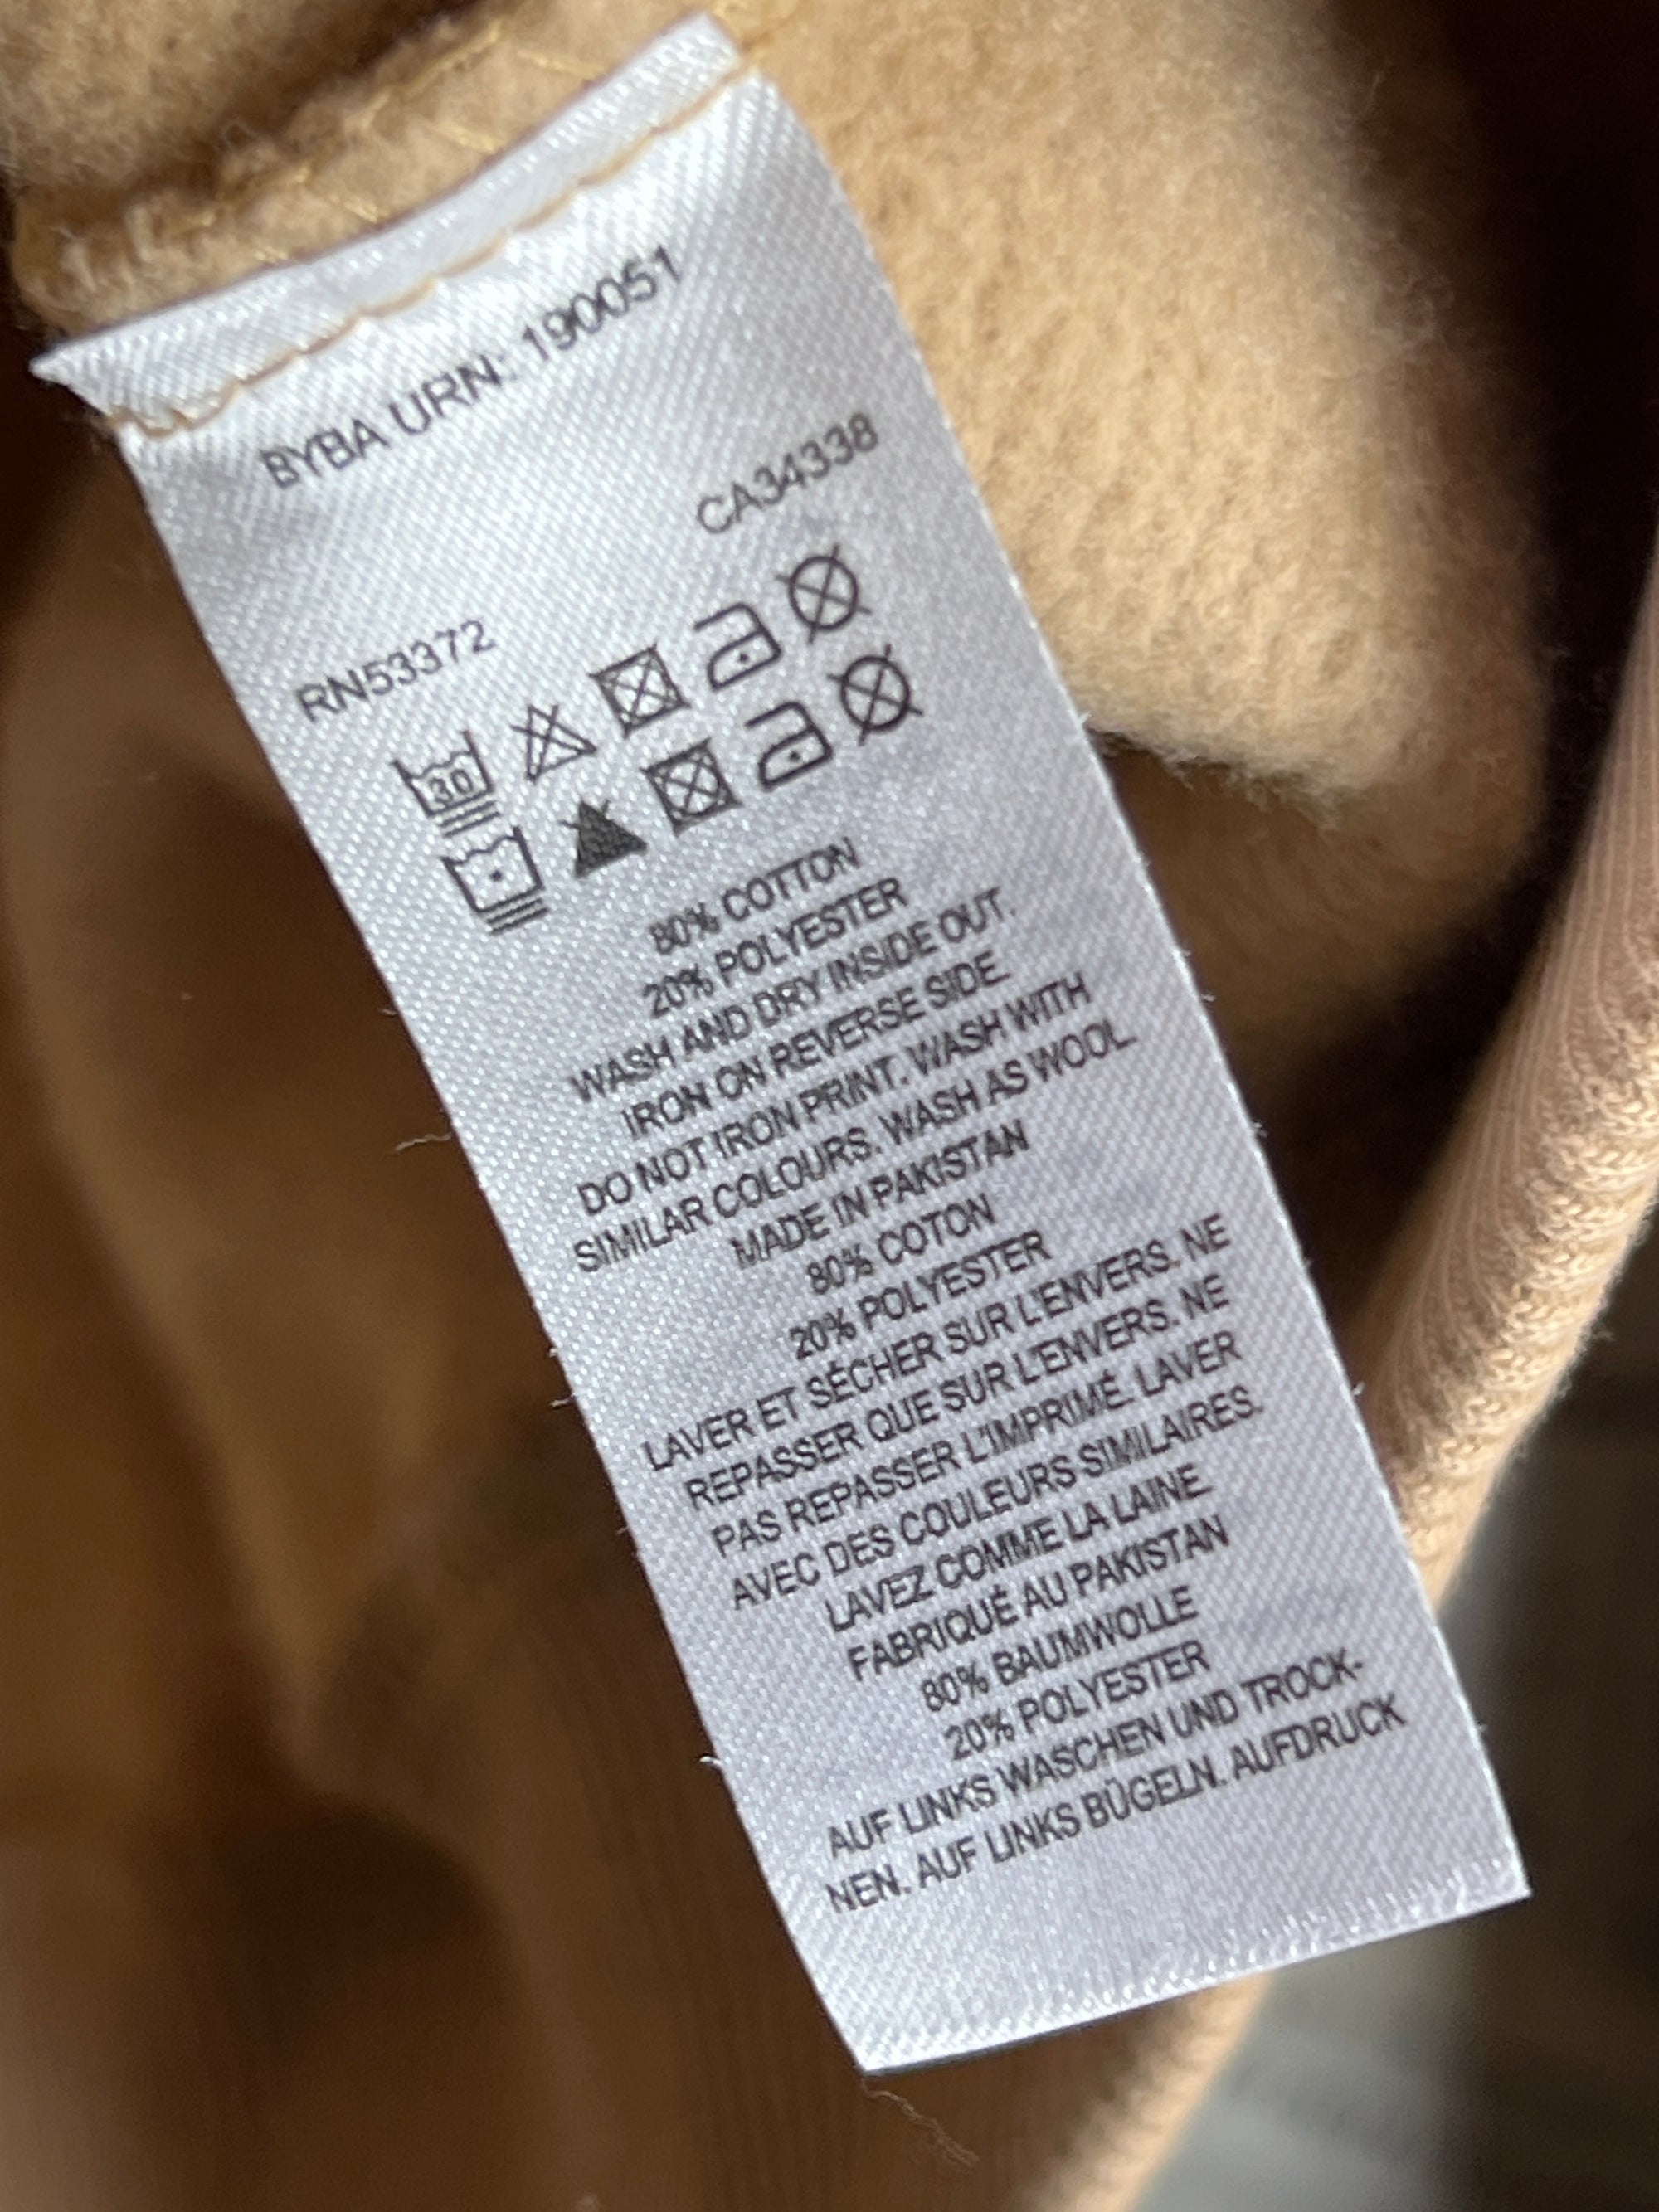 BYBA URN: 190051
RN53372 CA34338
30
80% COTTON
20% POLYESTER
WASH AND DRY INSIDE OUT.
IRON ON REVERSE SIDE.
DO NOT IRON PRINT. WASH WITH
SIMILAR COLOURS. WASH AS WOOL
MADE IN PAKISTAN
80% COTON
20% POLYESTER
LAVER ET SÉCHER SUR L'ENVERS. NE
REPASSER QUE SUR L'ENVERS. NE
PAS REPASSER L'IMPRIMÉ. LAVER
AVEC DES COULEURS SIMILAIRES.
LAVEZ COMME LA LAINE.
FABRIQUÉ AU PAKISTAN
80% BAUMWOLLE
20% POLYESTER
AUF LINKS WASCHEN UND TROCK-
NEN. AUF LINKS BÜGELN. AUFDRUCK